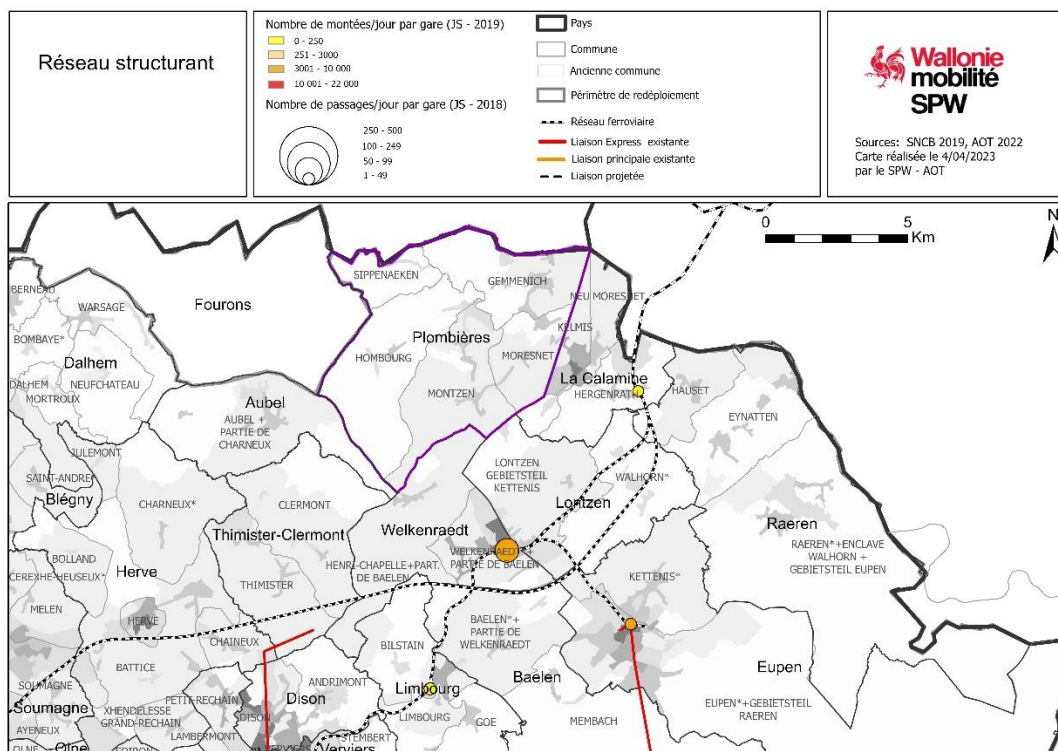 Réseau structurant
Nombre de montées/jour par gare (JS - 2019)
0 - 250
251 - 3000
3001 - 10 000
10 001 - 22 000
Nombre de passages/jour par gare (JS - 2018)
250 - 500
100 - 249
50 - 99
1 - 49
Pays
Commune
Ancienne commune
Périmètre de redéploiement
Réseau ferroviaire
Liaison Express existante
Liaison principale existante
Liaison projetée
Wallonie
mobilité
SPW
Sources: SNCB 2019, AOT 2022
Carte réalisée le 4/04/2023
par le SPW - AOT
0 5
Km
N
SIPPENAEKEN
GEMMENICH
BERNEAU
WARSAGE
Fourons
NEU MORESNET
BOMBAYE*
Plombières
KELMIS
Dalhem
HOMBOURG
MORESNET
La Calamine
DALHEM
NEUFCHATEAU
MORTROUX
MONTZEN
HERGENRATH
HAUSET
Aubel
EYNATTEN
AUBEL +
PARTIE DE
CHARNEUX
JULEMONT
LONTZEN
GEBIETSTEIL
KETTENIS
SAINT-ANDRE*
WALHORN*
Blégny
CHARNEUX*
CLERMONT
Lontzen
Raeren
Thimister-Clermont
Welkenraedt
RAEREN*+ENCLAVE
WALHORN +
GEBIETSTEIL EUPEN
BOLLAND
WELKENRAEDT*+
PARTIE DE BAELEN
HENRI-CHAPELLE+PART.
DE BAELEN
CEREXHE-HEUSEUX*
Herve
THIMISTER
KETTENIS*
MELEN
HERVE
BAELEN*+
PARTIE DE
WELKENRAEDT
CHAINEUX
BILSTAIN
BATTICE
Eupen
SOUMAGNE
Baelen
ANDRIMONT
Limbourg
PETIT-RECHAIN
Dison
Soumagne
XHENDELESSE
EUPEN*+GEBIETSTEIL
RAEREN
GRAND-RECHAIN
DISON
LIMBOURG
GOE
MEMBACH
AYENEUX
LAMBERMONT
STEMBERT
OLNE
Olne
Verviers